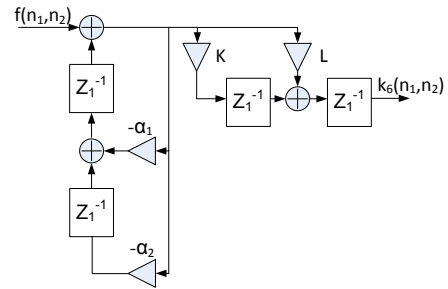 f(n₁,n₂)
K
L
Z₁⁻¹
Z₁⁻¹
Z₁⁻¹
k₆(n₁,n₂)
-α₁
Z₁⁻¹
-α₂